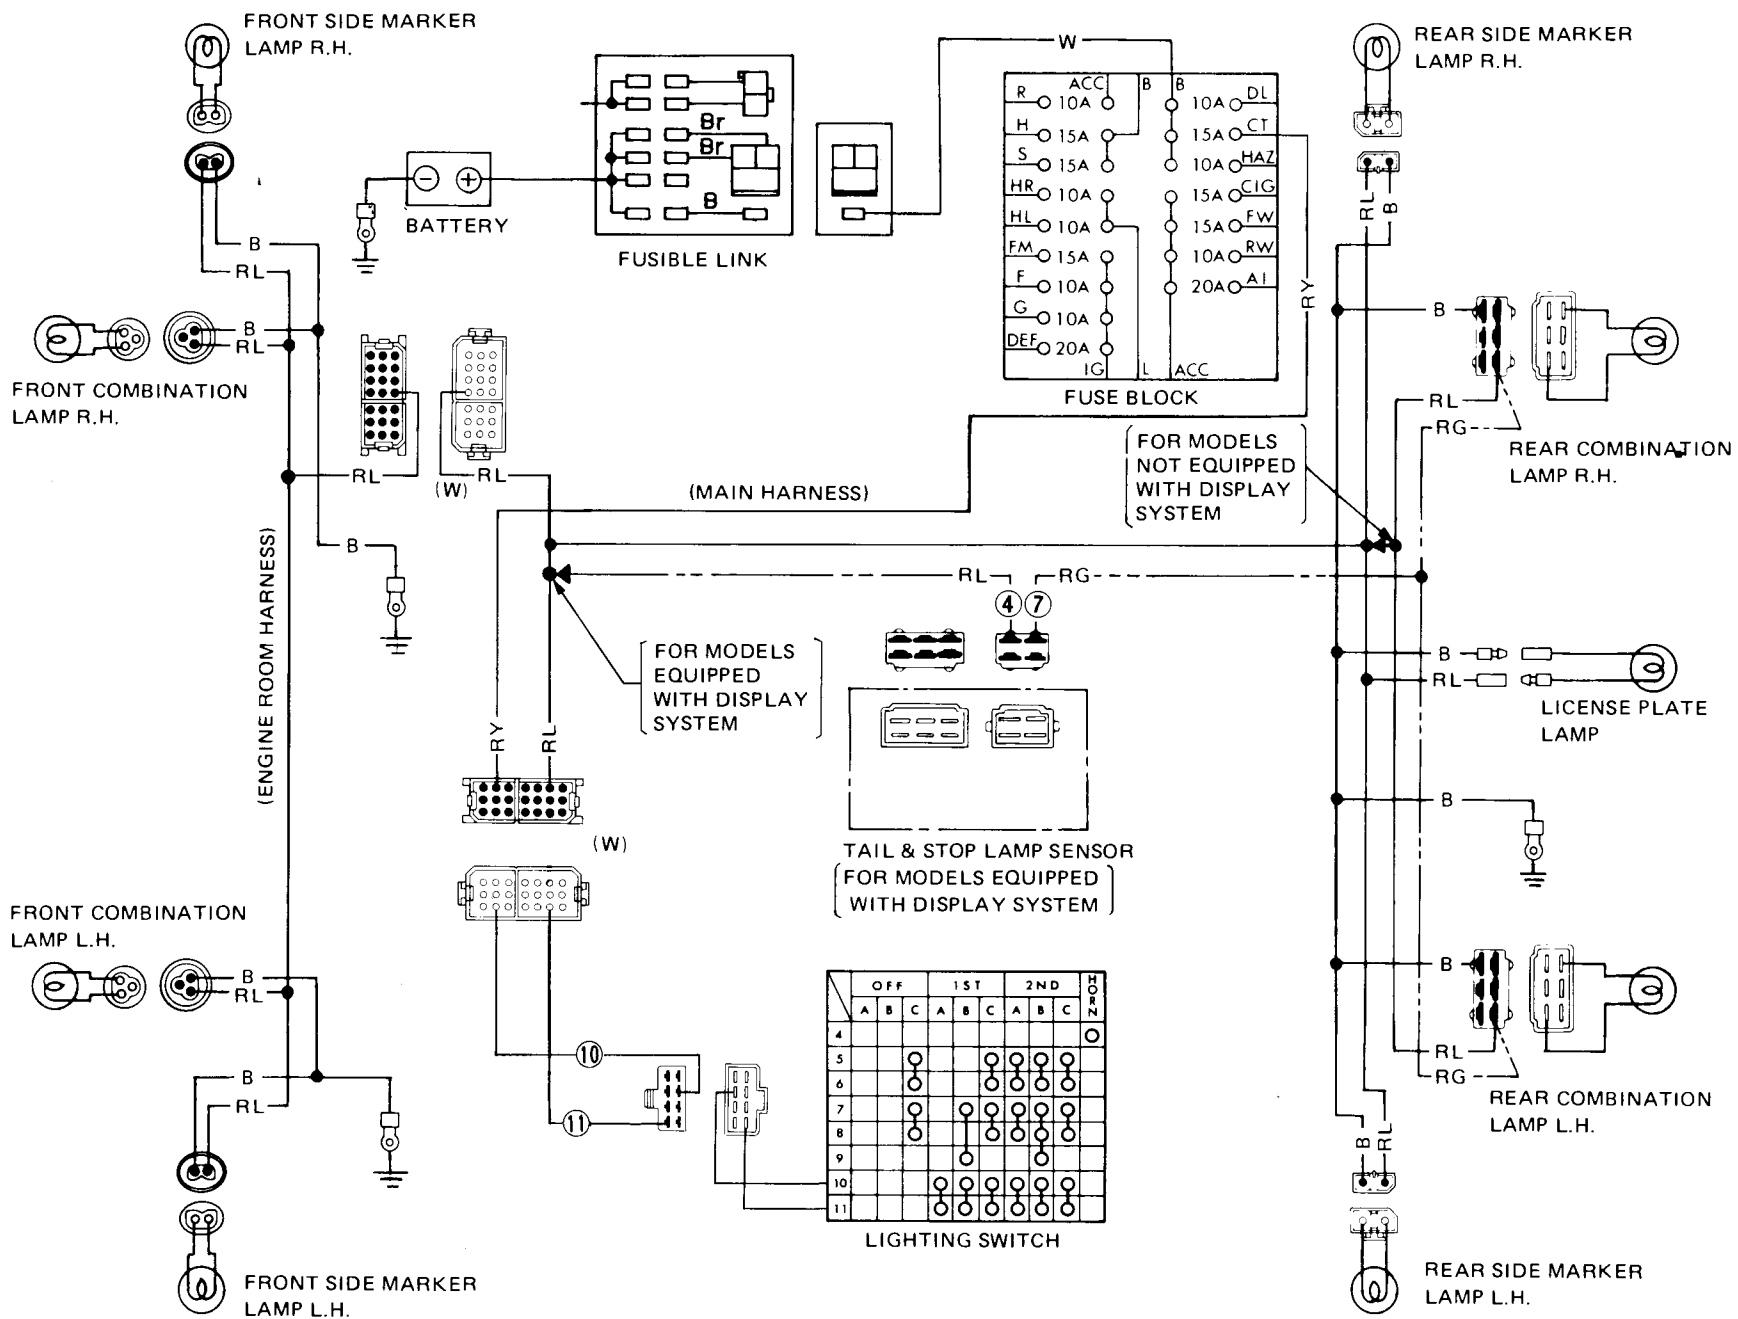 FRONT SIDE MARKER
LAMP R.H.
B
RL
B
RL
FRONT COMBINATION
LAMP R.H.
BATTERY
Br
Br
B
FUSIBLE LINK
W
ACC
B
B
R
10A
10A
DL
H
15A
15A
CT
S
15A
10A
HAZ
HR
10A
15A
CIG
HL
10A
15A
FW
FM
15A
10A
RW
F
10A
20A
AI
G
10A
DEF
20A
IG
L
ACC
FUSE BLOCK
RY
REAR SIDE MARKER
LAMP R.H.
RL
B
B
RL
RG
REAR COMBINATION
LAMP R.H.
RL
(W)
RL
(MAIN HARNESS)
FOR MODELS
NOT EQUIPPED
WITH DISPLAY
SYSTEM
B
(ENGINE ROOM HARNESS)
RL
RG
4
7
FOR MODELS
EQUIPPED
WITH DISPLAY
SYSTEM
RY
RL
(W)
TAIL & STOP LAMP SENSOR
(FOR MODELS EQUIPPED
WITH DISPLAY SYSTEM)
B
RL
LICENSE PLATE
LAMP
B
B
RL
RG
REAR COMBINATION
LAMP L.H.
FRONT COMBINATION
LAMP L.H.
B
RL
B
RL
10
11
OFF
1ST
2ND
HORN
A
B
C
A
B
C
A
B
C
4
5
6
7
8
9
10
11
LIGHTING SWITCH
FRONT SIDE MARKER
LAMP L.H.
B
RL
REAR SIDE MARKER
LAMP L.H.